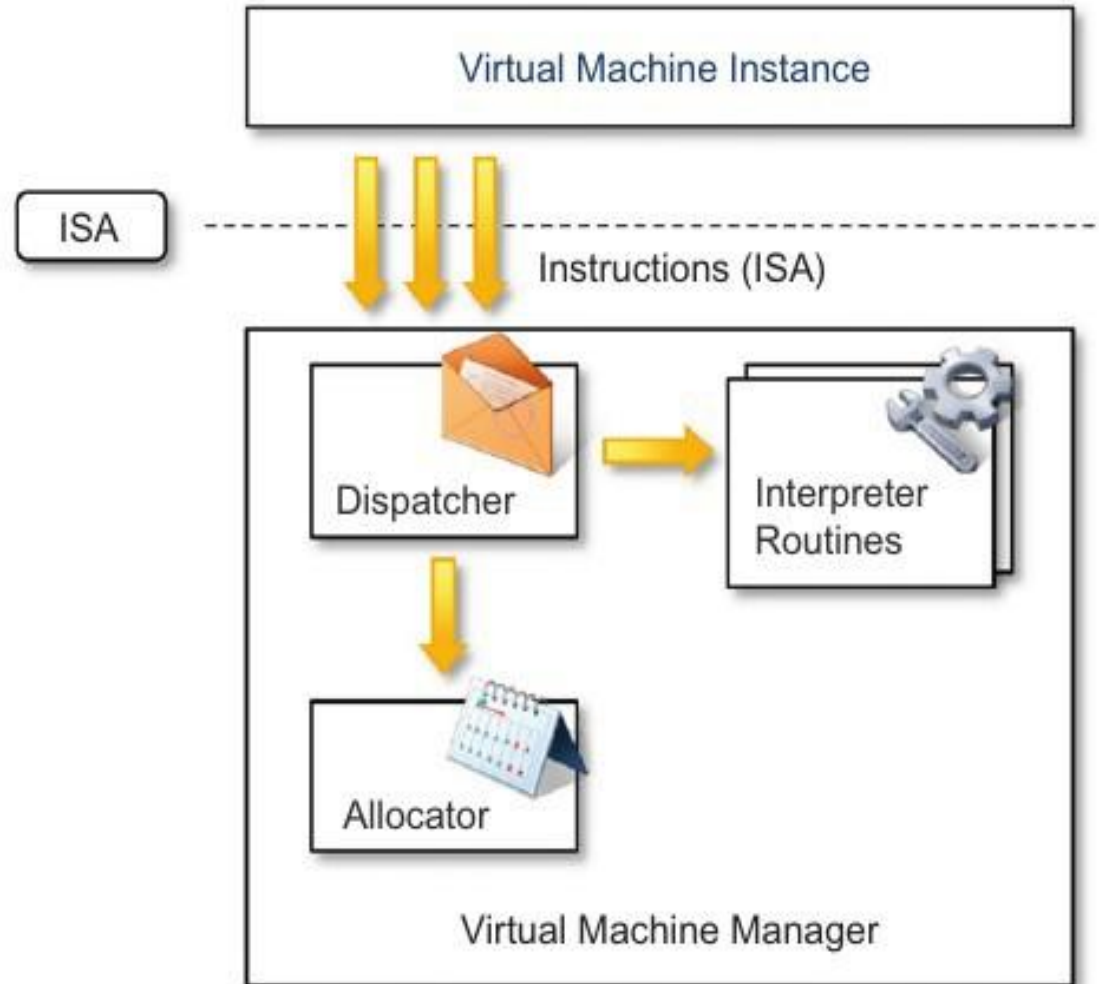 Virtual Machine Instance
ISA
Instructions (ISA)
Dispatcher
Interpreter
Routines
Allocator
Virtual Machine Manager